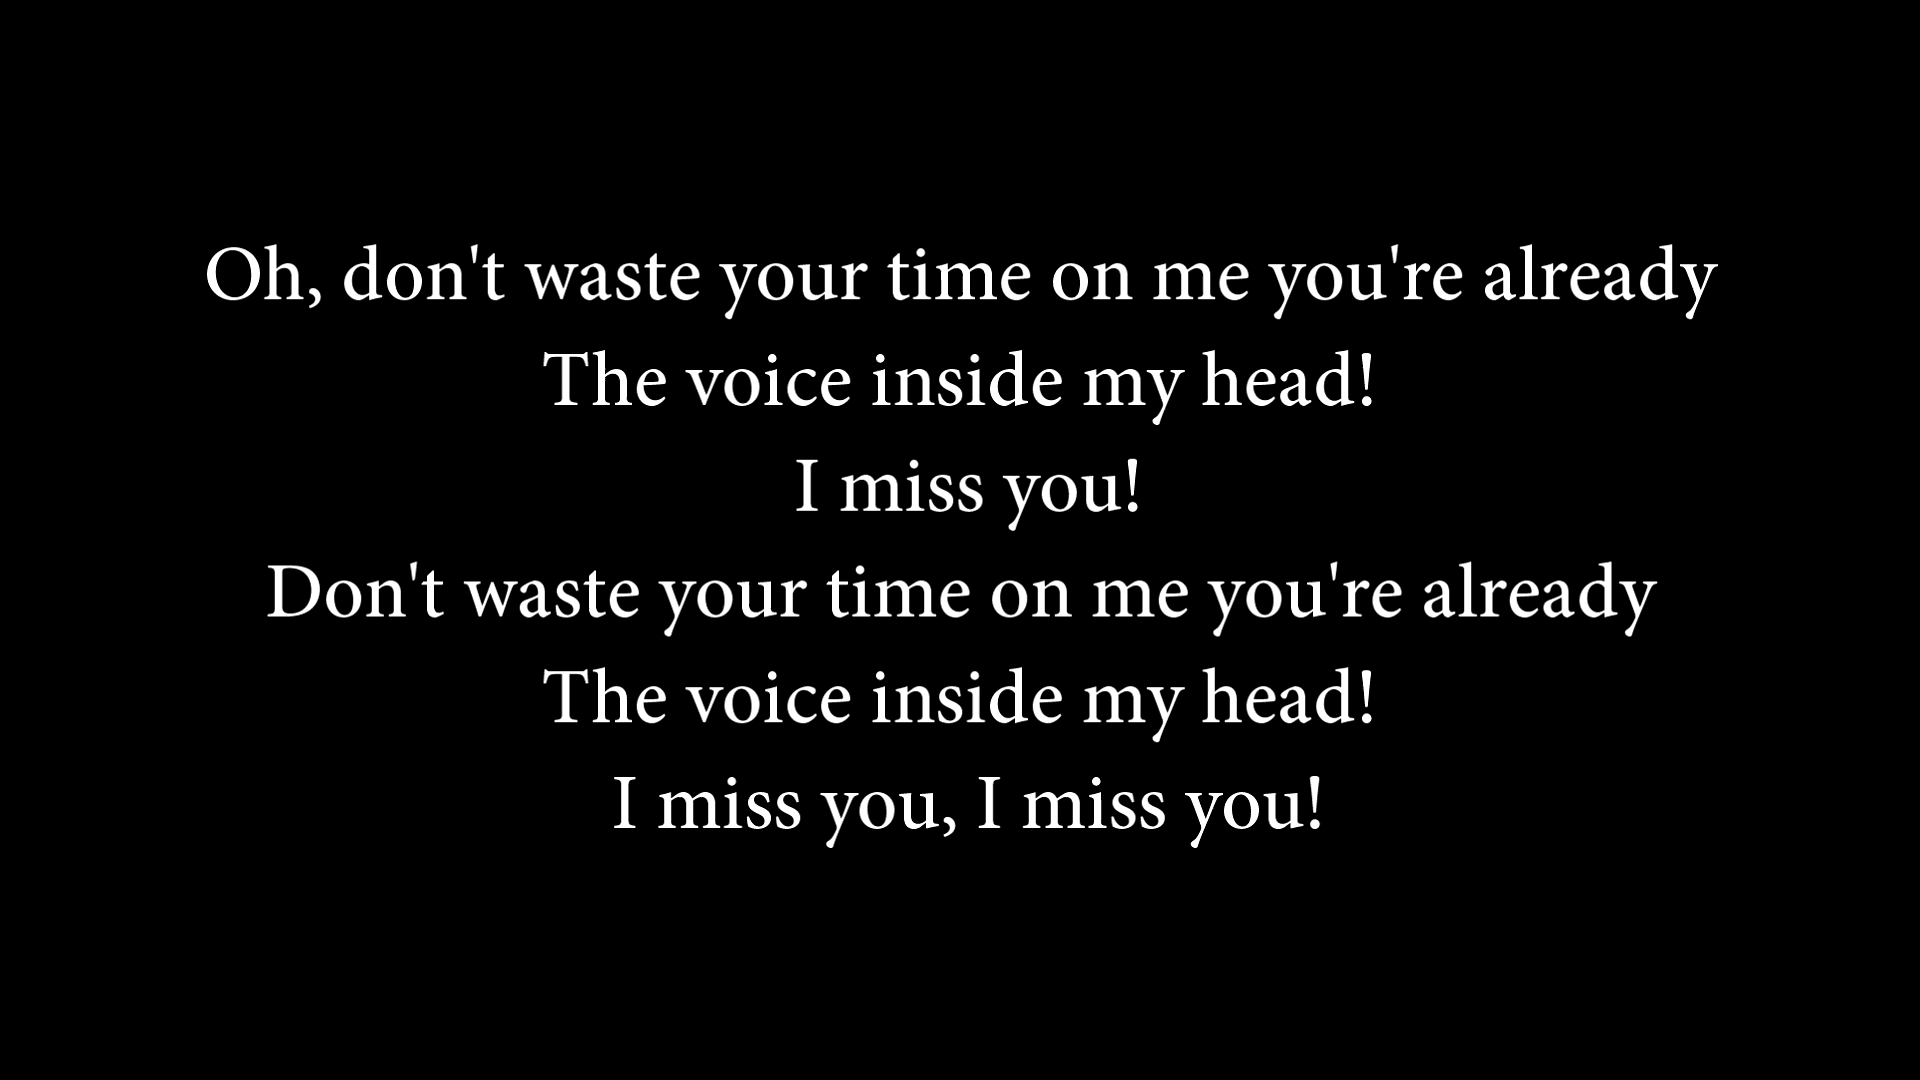 Oh, don't waste your time on me you're already
The voice inside my head!
I miss you!
Don't waste your time on me you're already
The voice inside my head!
I miss you, I miss you!